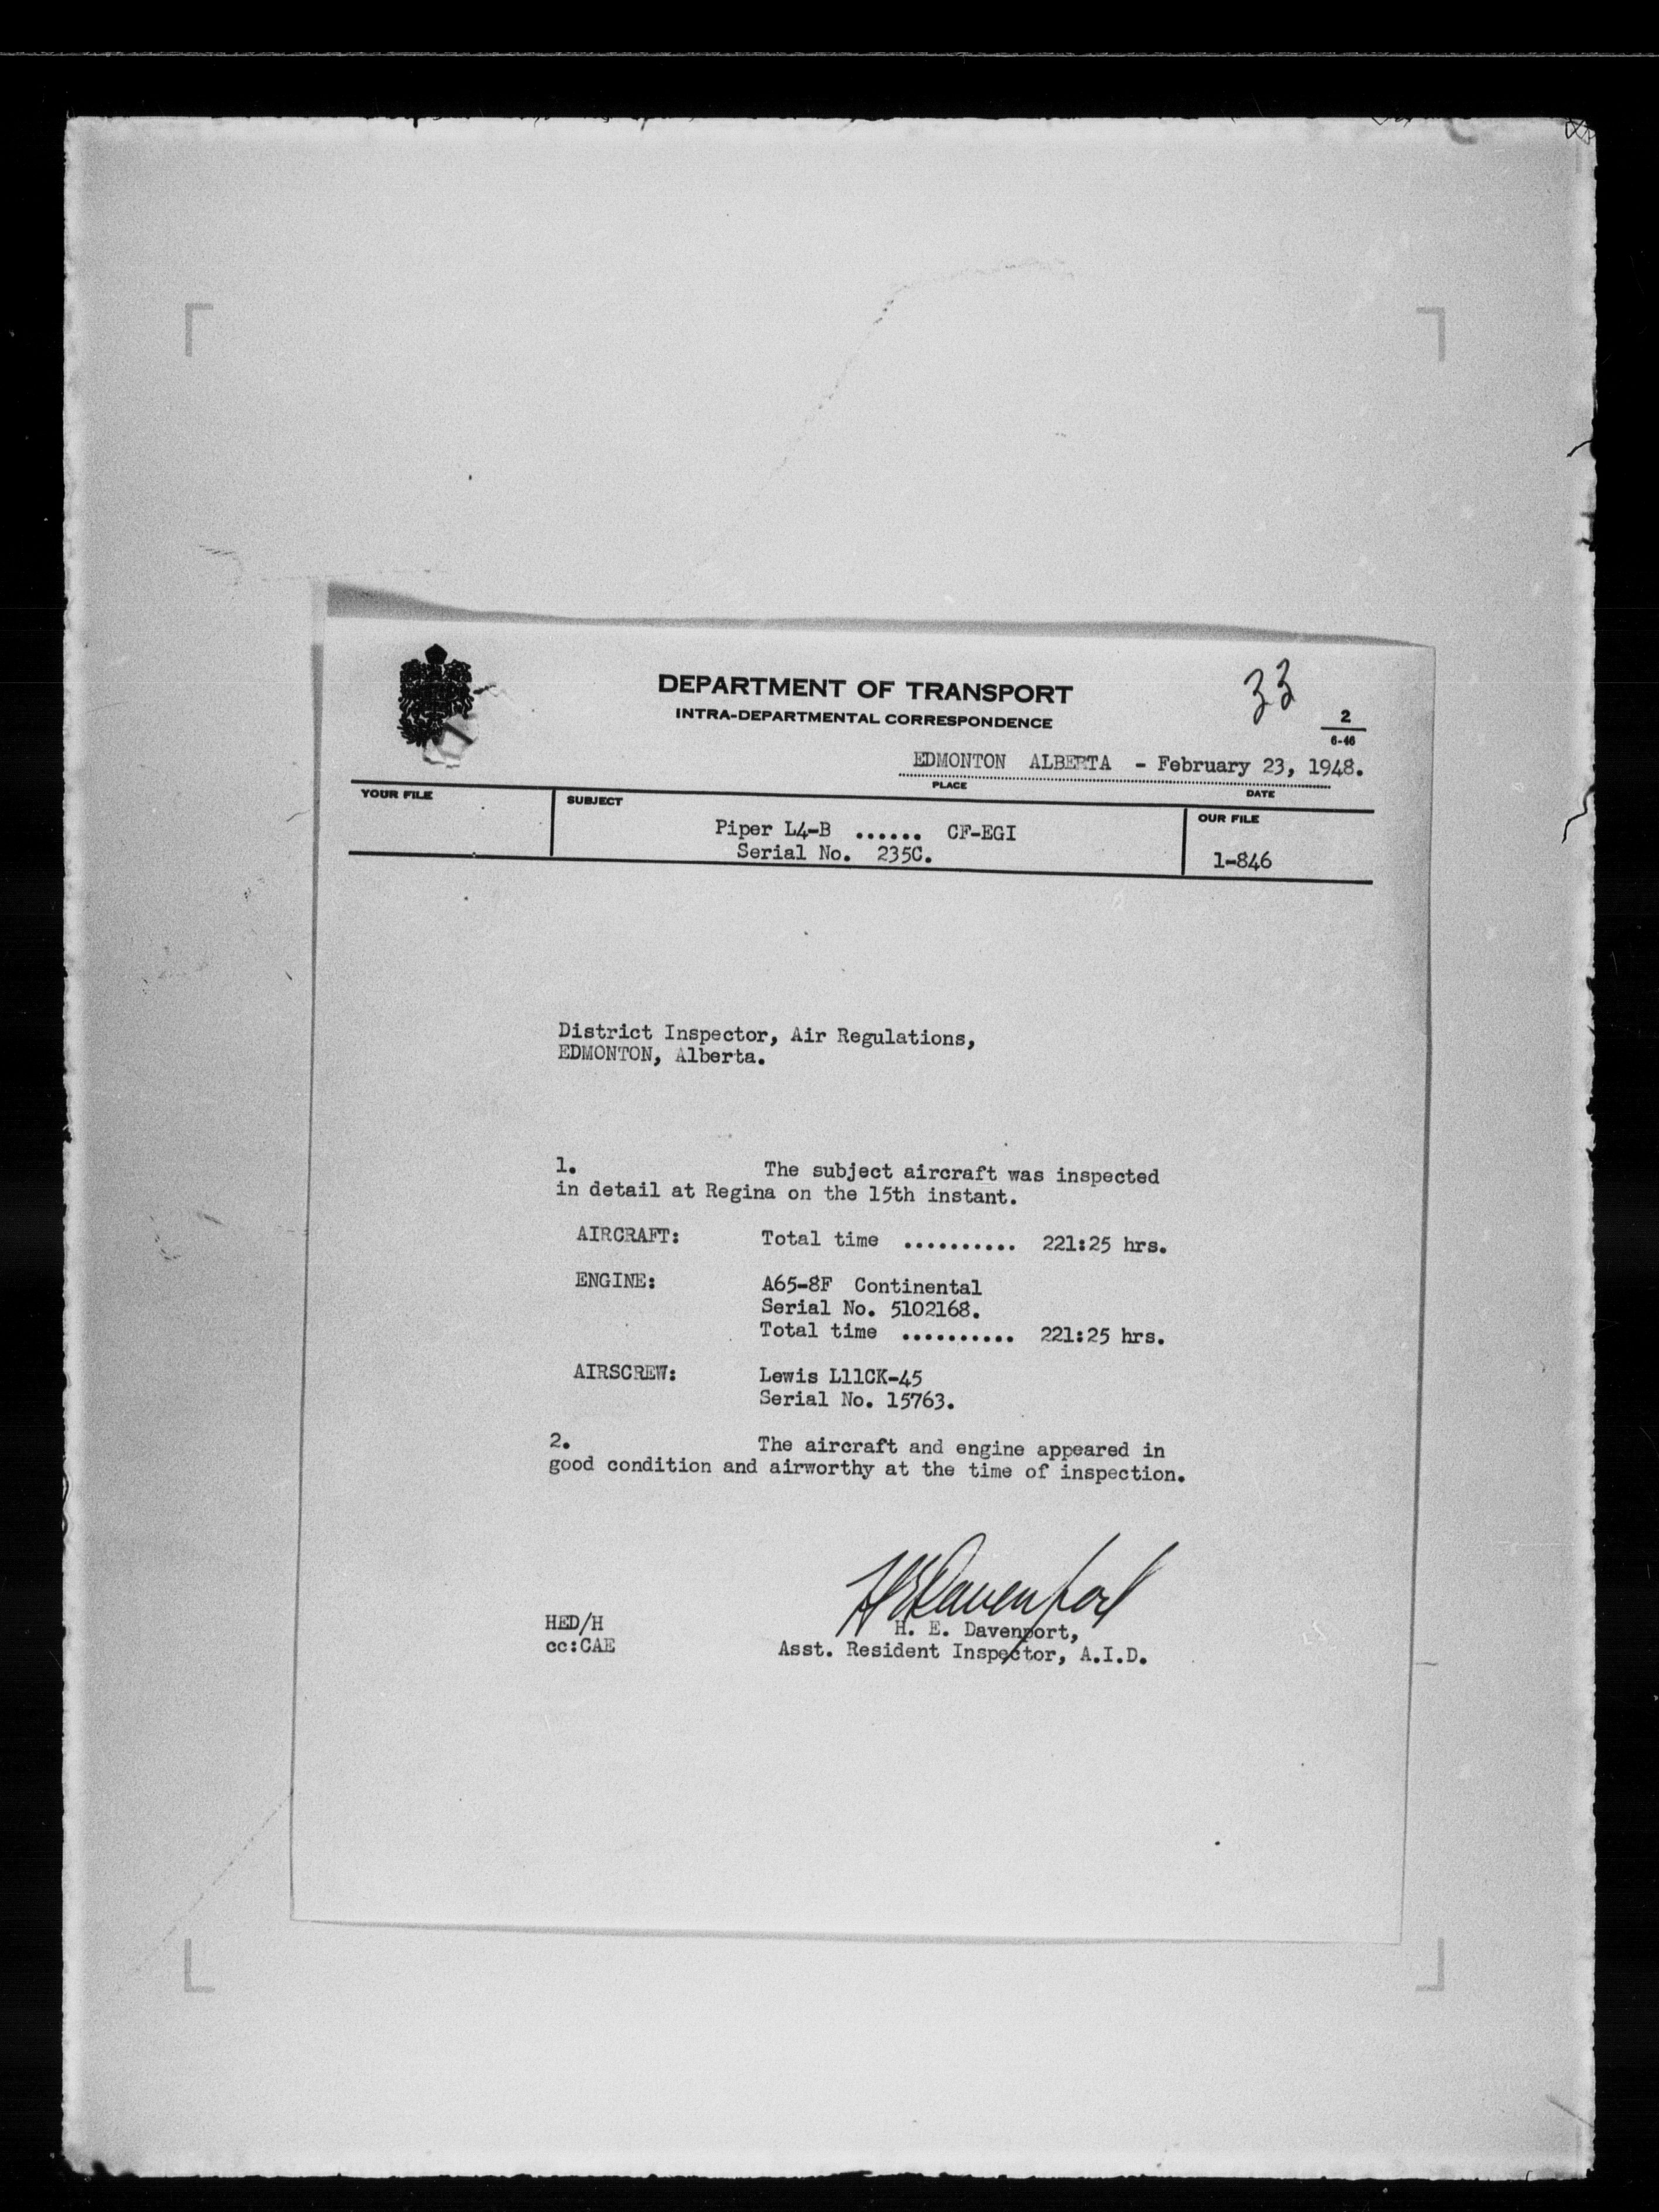 DEPARTMENT OF TRANSPORT
INTRA-DEPARTMENTAL CORRESPONDENCE
33
2
6-46
EDMONTON ALBERTA - February 23, 1948.
PLACE DATE
YOUR FILE
SUBJECT
Piper L4-B ...... CF-EGI
Serial No. 235C.
OUR FILE
1-846
District Inspector, Air Regulations,
EDMONTON, Alberta.
1. The subject aircraft was inspected
in detail at Regina on the 15th instant.
AIRCRAFT: Total time .......... 221:25 hrs.
ENGINE: A65-8F Continental
Serial No. 5102168.
Total time .......... 221:25 hrs.
AIRSCREW: Lewis L11CK-45
Serial No. 15763.
2. The aircraft and engine appeared in
good condition and airworthy at the time of inspection.
HEDavenport
HED/H
cc:CAE
H. E. Davenport,
Asst. Resident Inspector, A.I.D.